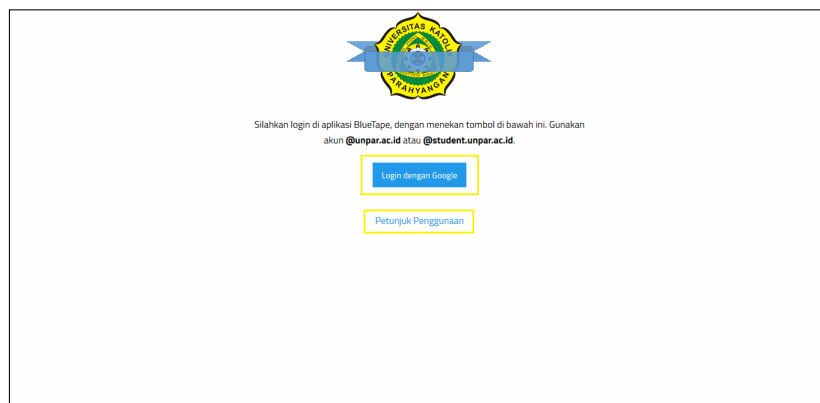 UNIVERSITAS KATOLIK
PARAHYANGAN
Silahkan login di aplikasi BlueTape, dengan menekan tombol di bawah ini. Gunakan
akun @unpar.ac.id atau @student.unpar.ac.id.
Login dengan Google
Petunjuk Penggunaan